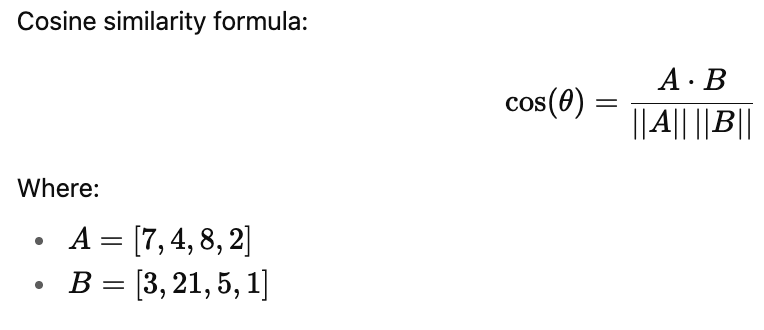 Cosine similarity formula:
cos(θ) = A · B / ||A|| ||B||
Where:
• A = [7, 4, 8, 2]
• B = [3, 21, 5, 1]